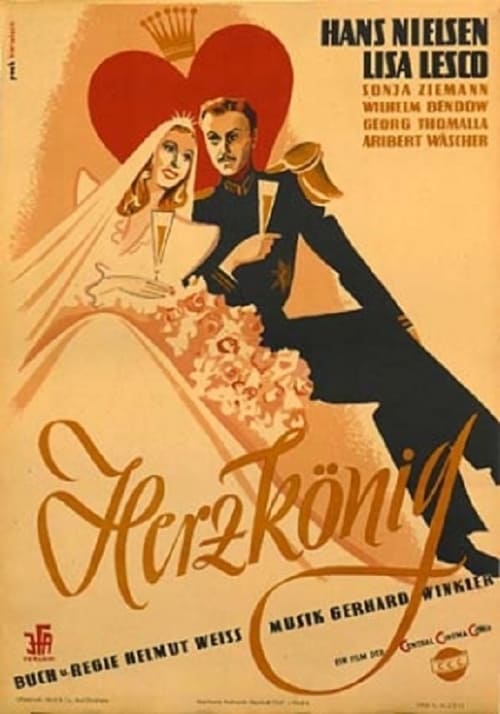 HANS NIELSEN
LISA LESCO
SONJA ZIEMANN
WILHELM BENDOW
GEORG THOMALLA
ARIBERT WÄSCHER
Herzkönig
BUCH u. REGIE HELMUT WEISS
MUSIK GERHARD WINKLER
EIN FILM DER CENTRAL CINEMA COMP.
C.C.C.